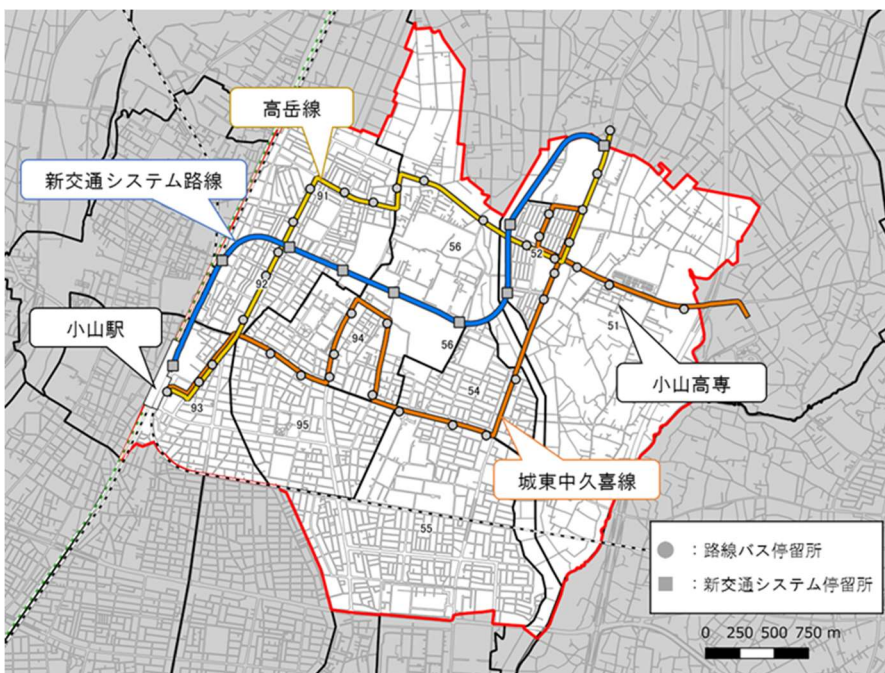 高岳線
新交通システム路線
91
56
52
92
51
小山駅
94
56
小山高専
54
93
95
城東中久喜線
55
：路線バス停留所
：新交通システム停留所
0 250 500 750 m